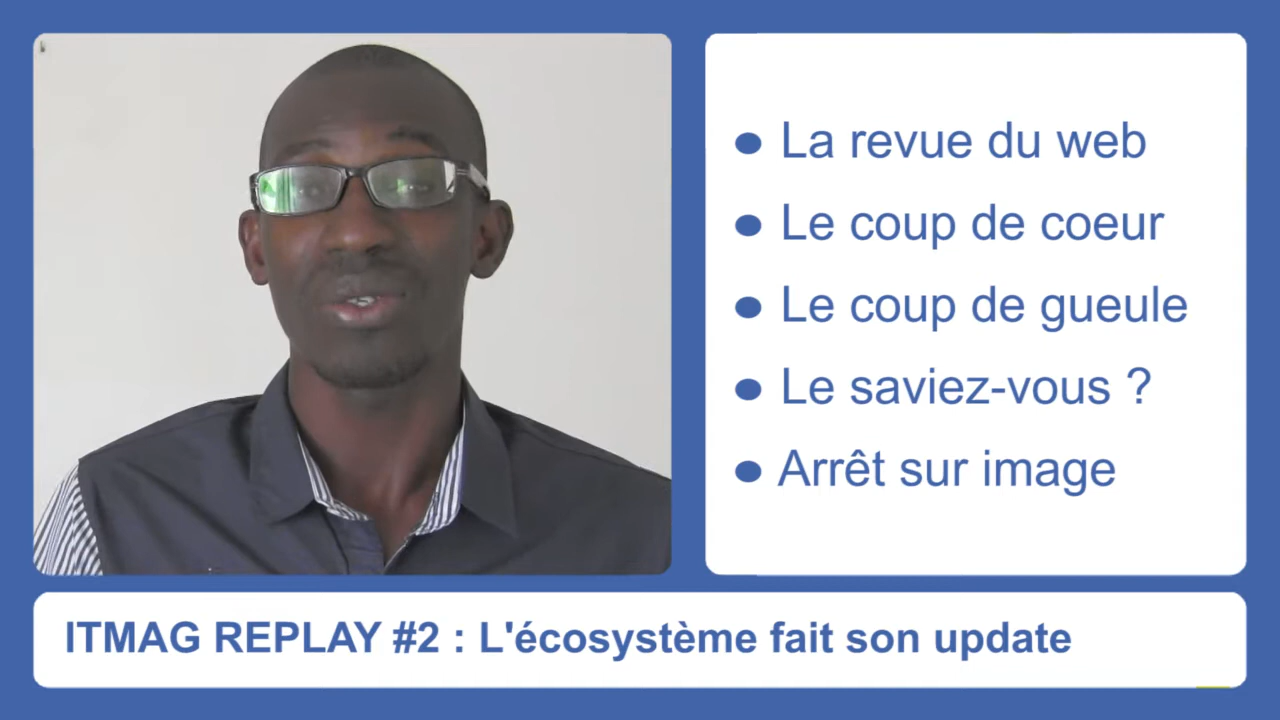 ● La revue du web
● Le coup de coeur
● Le coup de gueule
● Le saviez-vous ?
● Arrêt sur image
ITMAG REPLAY #2 : L'écosystème fait son update